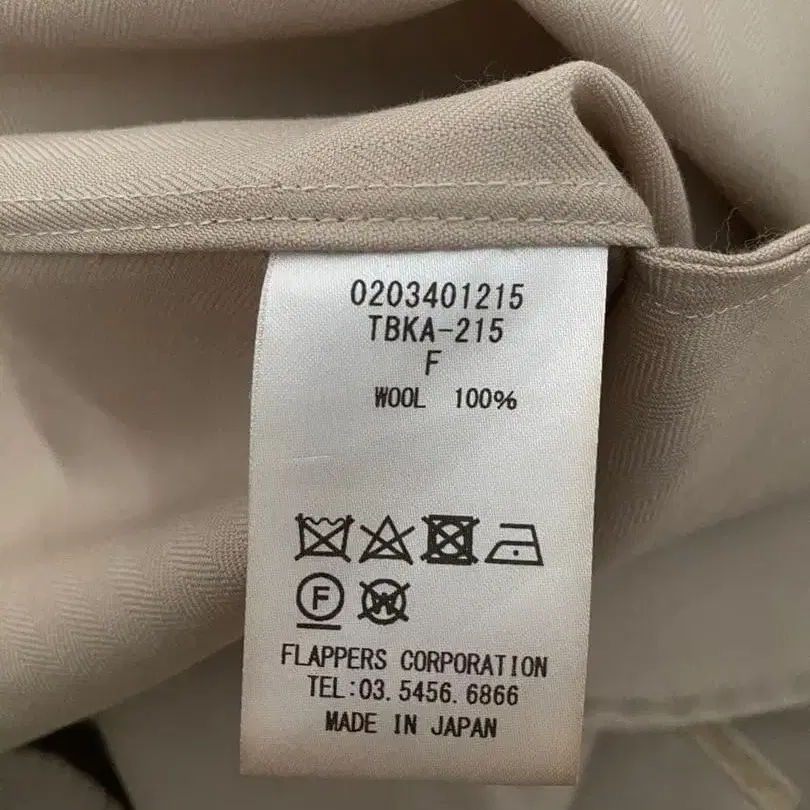 0203401215
TBKA-215
F
WOOL 100%
F W
FLAPPERS CORPORATION
TEL:03.5456.6866
MADE IN JAPAN